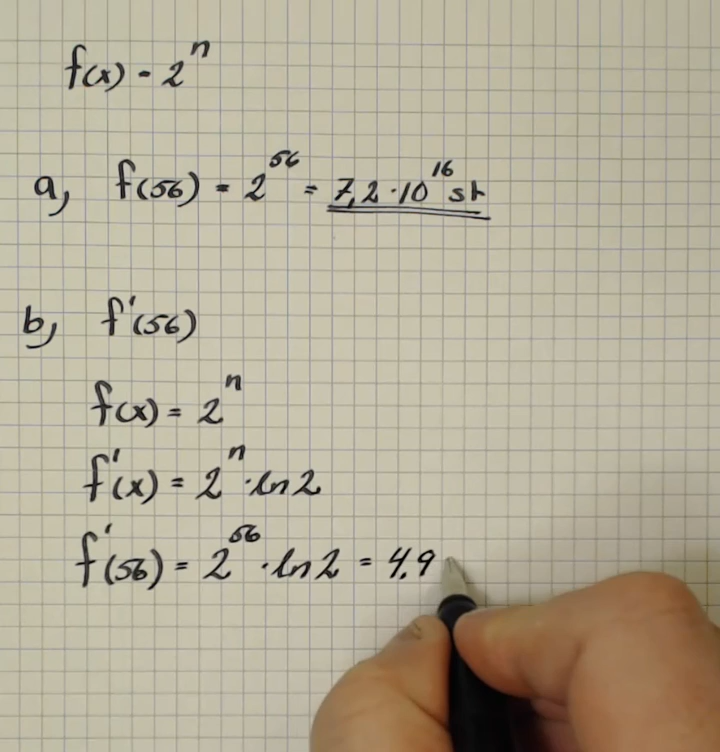 f(x) = 2^n
a, f(56) = 2^56 = 7,2 · 10^16 st
b, f'(56)
f(x) = 2^n
f'(x) = 2^n · ln 2
f'(56) = 2^56 · ln 2 = 4,9